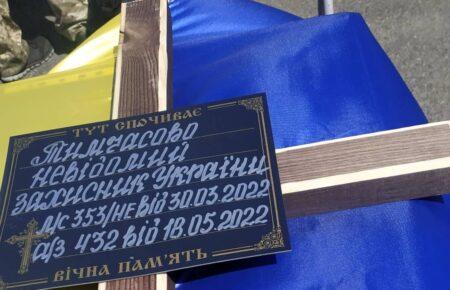 ТУТ СПОЧИВАЄ
Тимчасово
невідомий
захисник України
М/С 353/НЕ від 30.03.2022
а/з 432 від 18.05.2022
ВІЧНА ПАМ'ЯТЬ